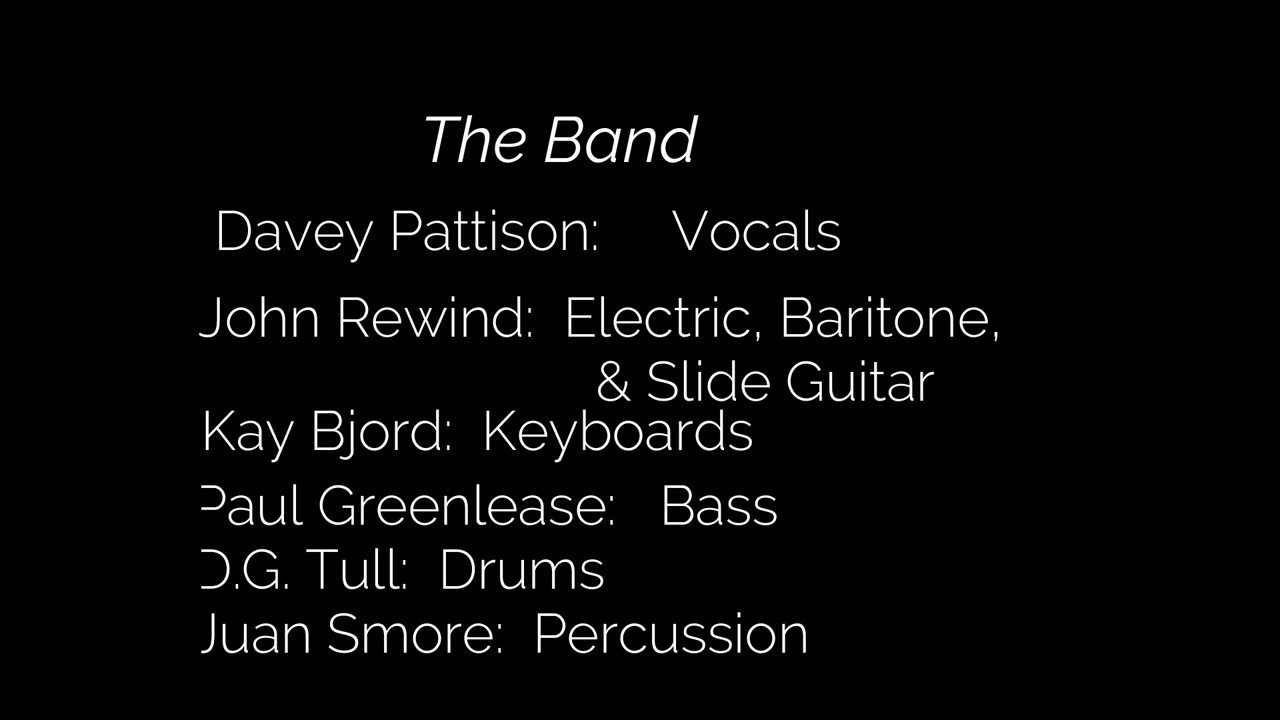 The Band
Davey Pattison: Vocals
John Rewind: Electric, Baritone,
& Slide Guitar
Kay Bjord: Keyboards
Paul Greenlease: Bass
D.G. Tull: Drums
Juan Smore: Percussion